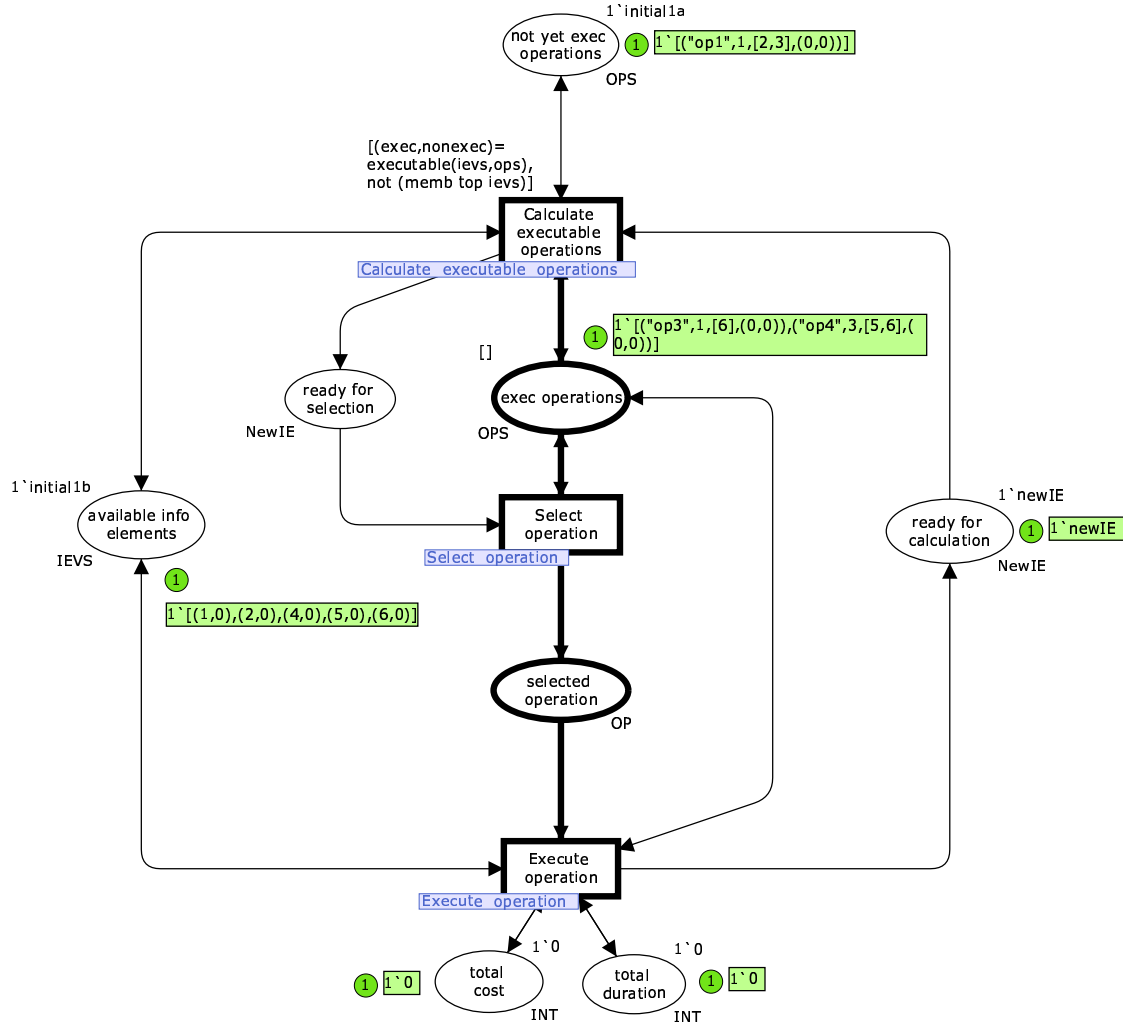 1`initial1a
not yet exec
operations
1
1`[("op1",1,[2,3],(0,0))]
OPS
[(exec,nonexec)=
executable(ievs,ops),
not (memb top ievs)]
Calculate
executable
operations
Calculate executable operations
1
1`[("op3",1,[6],(0,0)),("op4",3,[5,6],(
0,0))]
[]
ready for
selection
exec operations
NewIE
OPS
1`initial1b
available info
elements
IEVS
1
1`[(1,0),(2,0),(4,0),(5,0),(6,0)]
Select
operation
Select operation
1`newIE
ready for
calculation
1
1`newIE
NewIE
selected
operation
OP
Execute
operation
Execute operation
1`0
1`0
1
1`0
total
cost
total
duration
1
1`0
INT
INT